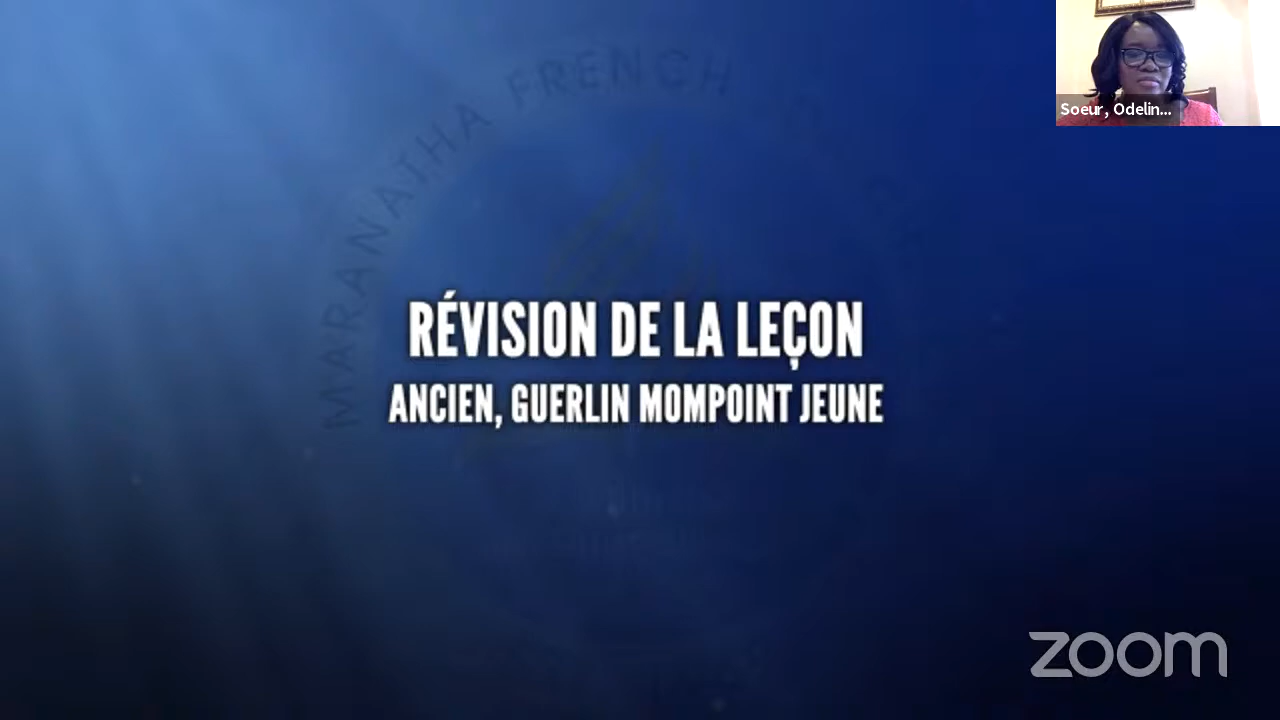 Soeur, Odelin...
MARANATHA FRENCH
RÉVISION DE LA LEÇON
ANCIEN, GUERLIN MOMPOINT JEUNE
zoom